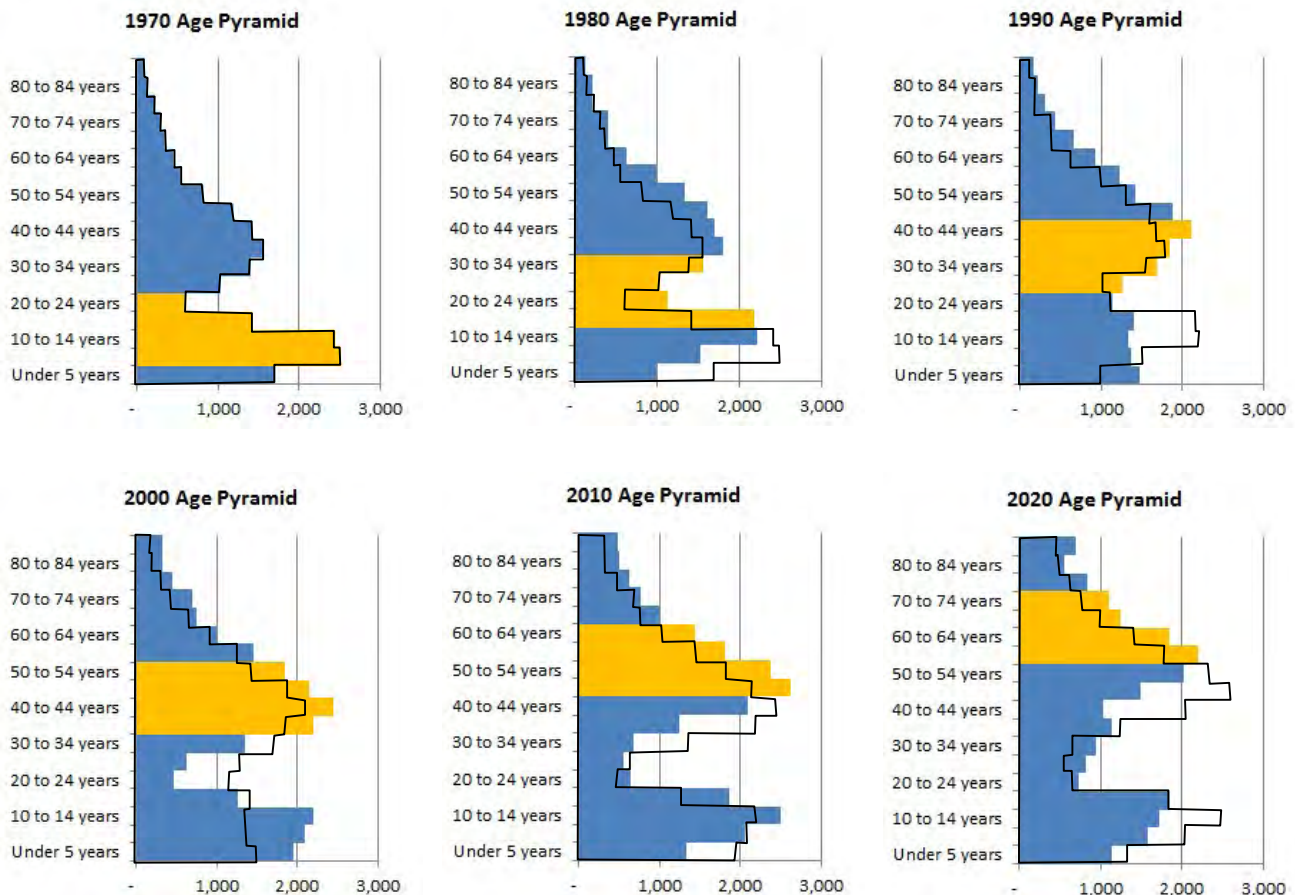 1970 Age Pyramid
80 to 84 years
70 to 74 years
60 to 64 years
50 to 54 years
40 to 44 years
30 to 34 years
20 to 24 years
10 to 14 years
Under 5 years
- 1,000 2,000 3,000
1980 Age Pyramid
80 to 84 years
70 to 74 years
60 to 64 years
50 to 54 years
40 to 44 years
30 to 34 years
20 to 24 years
10 to 14 years
Under 5 years
- 1,000 2,000 3,000
1990 Age Pyramid
80 to 84 years
70 to 74 years
60 to 64 years
50 to 54 years
40 to 44 years
30 to 34 years
20 to 24 years
10 to 14 years
Under 5 years
- 1,000 2,000 3,000
2000 Age Pyramid
80 to 84 years
70 to 74 years
60 to 64 years
50 to 54 years
40 to 44 years
30 to 34 years
20 to 24 years
10 to 14 years
Under 5 years
- 1,000 2,000 3,000
2010 Age Pyramid
80 to 84 years
70 to 74 years
60 to 64 years
50 to 54 years
40 to 44 years
30 to 34 years
20 to 24 years
10 to 14 years
Under 5 years
- 1,000 2,000 3,000
2020 Age Pyramid
80 to 84 years
70 to 74 years
60 to 64 years
50 to 54 years
40 to 44 years
30 to 34 years
20 to 24 years
10 to 14 years
Under 5 years
- 1,000 2,000 3,000